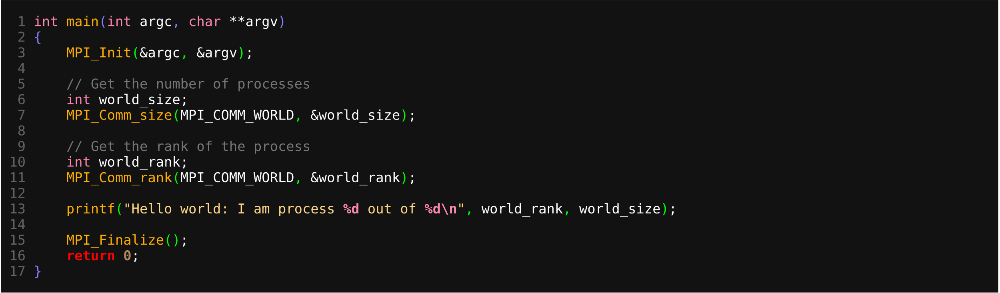 1 int main(int argc, char **argv)
2 {
3 MPI_Init(&argc, &argv);
4
5 // Get the number of processes
6 int world_size;
7 MPI_Comm_size(MPI_COMM_WORLD, &world_size);
8
9 // Get the rank of the process
10 int world_rank;
11 MPI_Comm_rank(MPI_COMM_WORLD, &world_rank);
12
13 printf("Hello world: I am process %d out of %d\n", world_rank, world_size);
14
15 MPI_Finalize();
16 return 0;
17 }